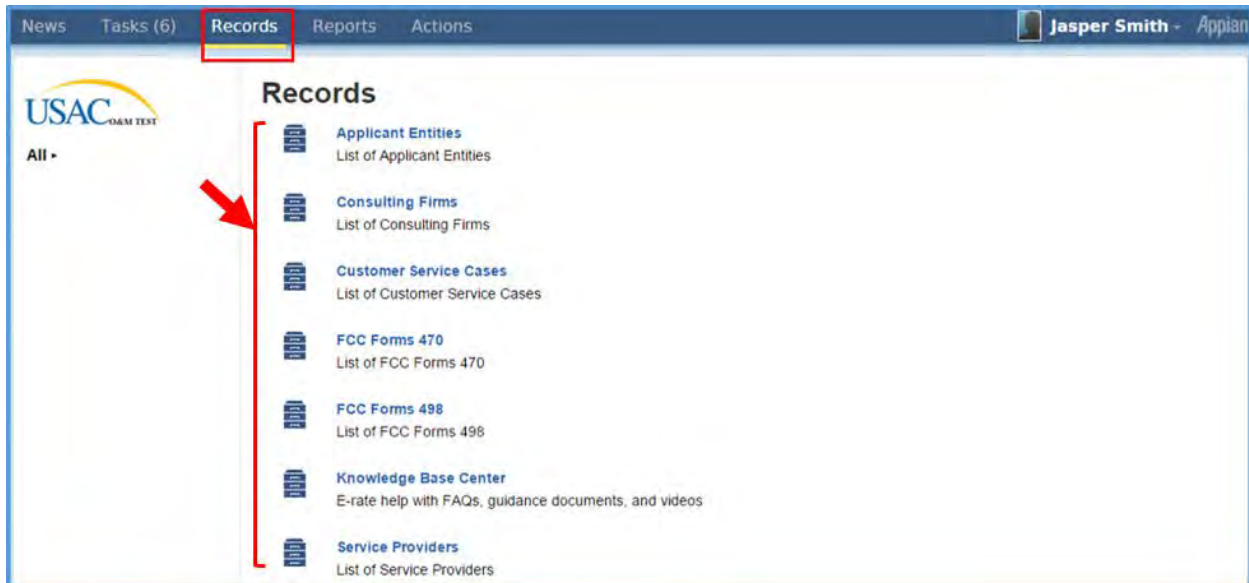 News Tasks (6) Records Reports Actions Jasper Smith Appian
USAC O&M TEST
All
Records
Applicant Entities
List of Applicant Entities
Consulting Firms
List of Consulting Firms
Customer Service Cases
List of Customer Service Cases
FCC Forms 470
List of FCC Forms 470
FCC Forms 498
List of FCC Forms 498
Knowledge Base Center
E-rate help with FAQs, guidance documents, and videos
Service Providers
List of Service Providers